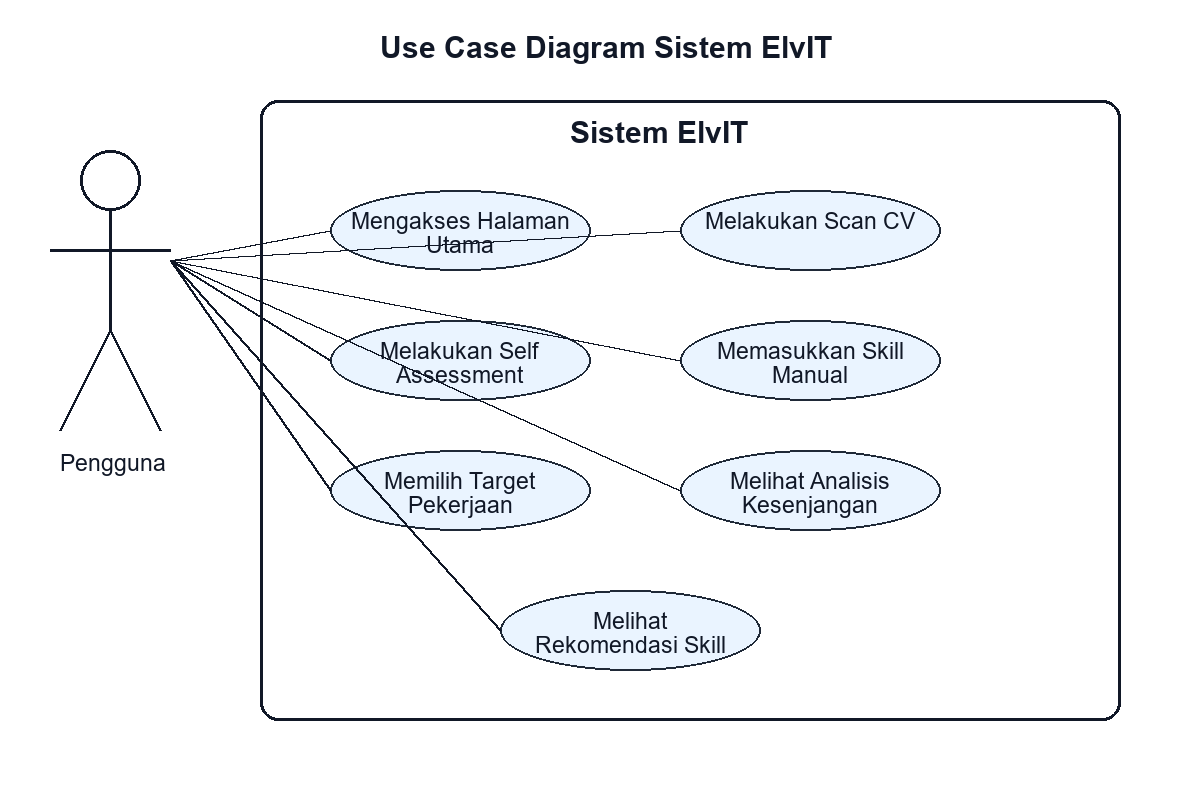 Use Case Diagram Sistem ElvIT
Sistem ElvIT
Mengakses Halaman
Utama
Melakukan Scan CV
Melakukan Self
Assessment
Memasukkan Skill
Manual
Pengguna
Memilih Target
Pekerjaan
Melihat Analisis
Kesenjangan
Melihat
Rekomendasi Skill